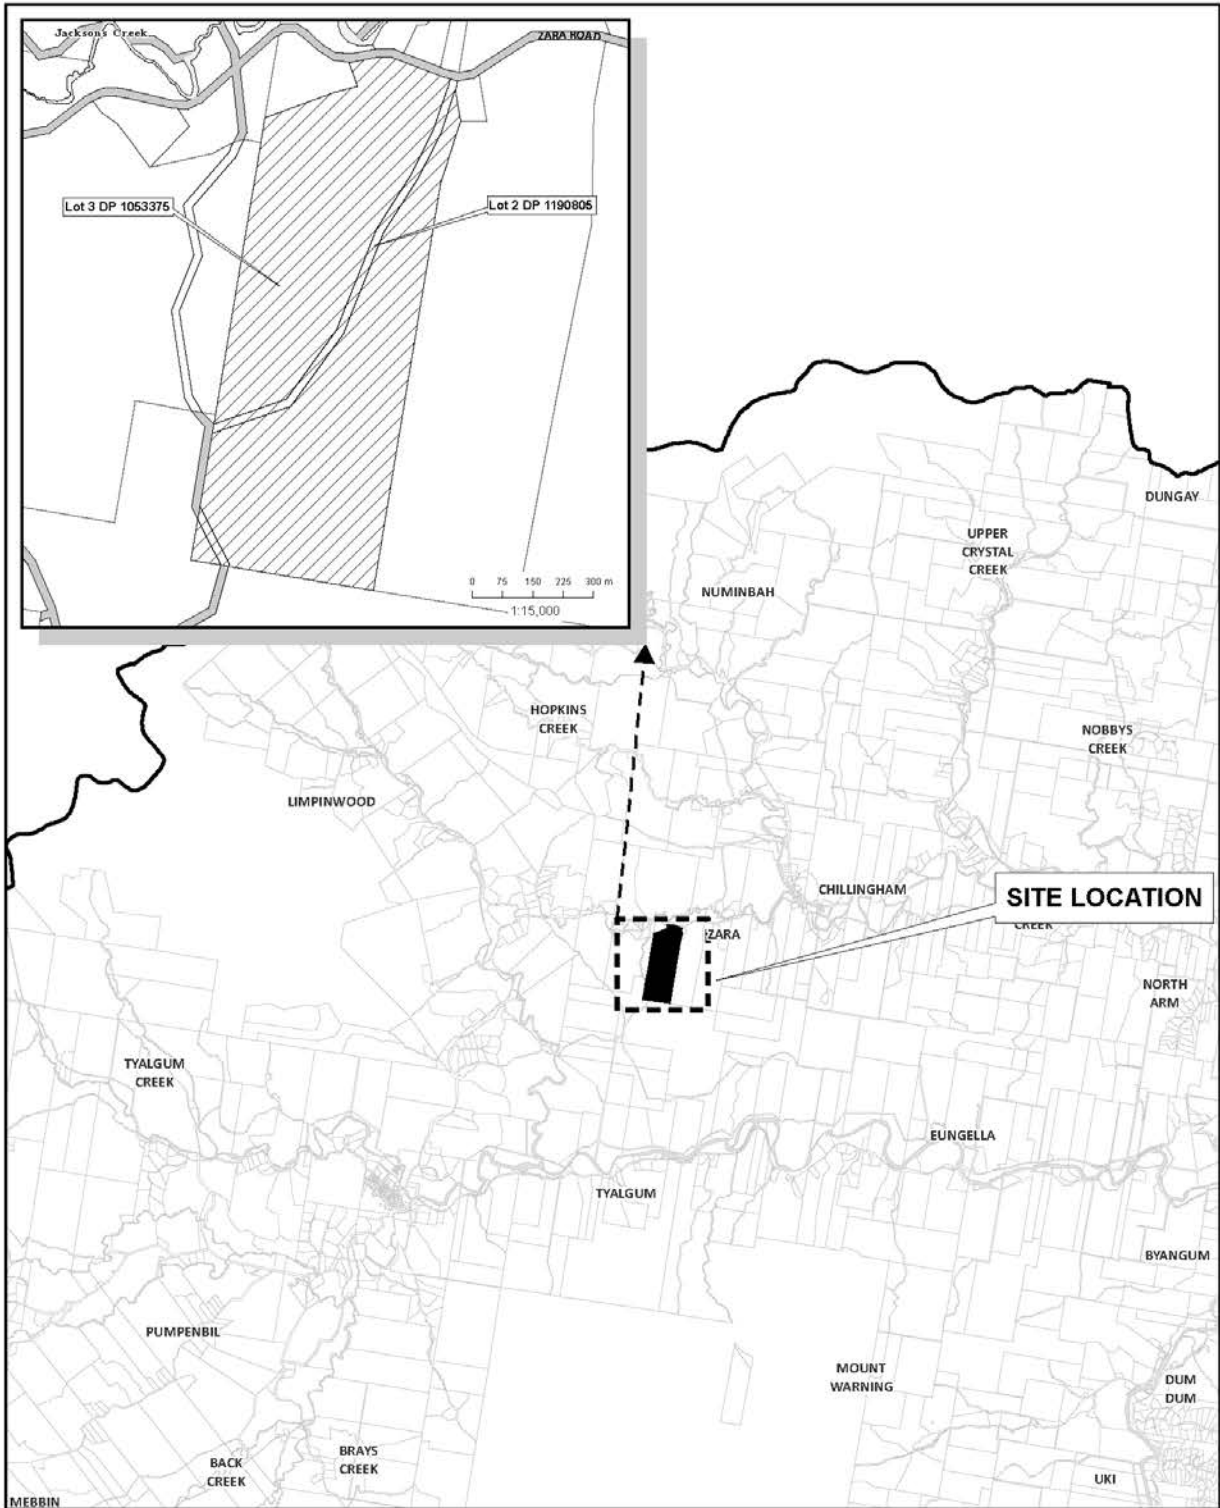 Jacksons Creek
ZARA ROAD
Lot 3 DP 1053375
Lot 2 DP 1190805
0 75 150 225 300 m
1:15,000
DUNGAY
UPPER
CRYSTAL
CREEK
NUMINBAH
HOPKINS
CREEK
NOBBYS
CREEK
LIMPINWOOD
CHILLINGHAM
SITE LOCATION
CREEK
ZARA
NORTH
ARM
TYALGUM
CREEK
EUNGELLA
TYALGUM
BYANGUM
PUMPENBIL
MOUNT
WARNING
DUM
DUM
BRAYS
CREEK
BACK
CREEK
UKI
MEBBIN